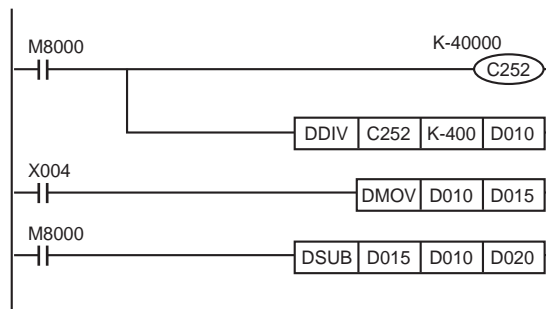 M8000
K-40000
C252
DDIV C252 K-400 D010
X004
DMOV D010 D015
M8000
DSUB D015 D010 D020